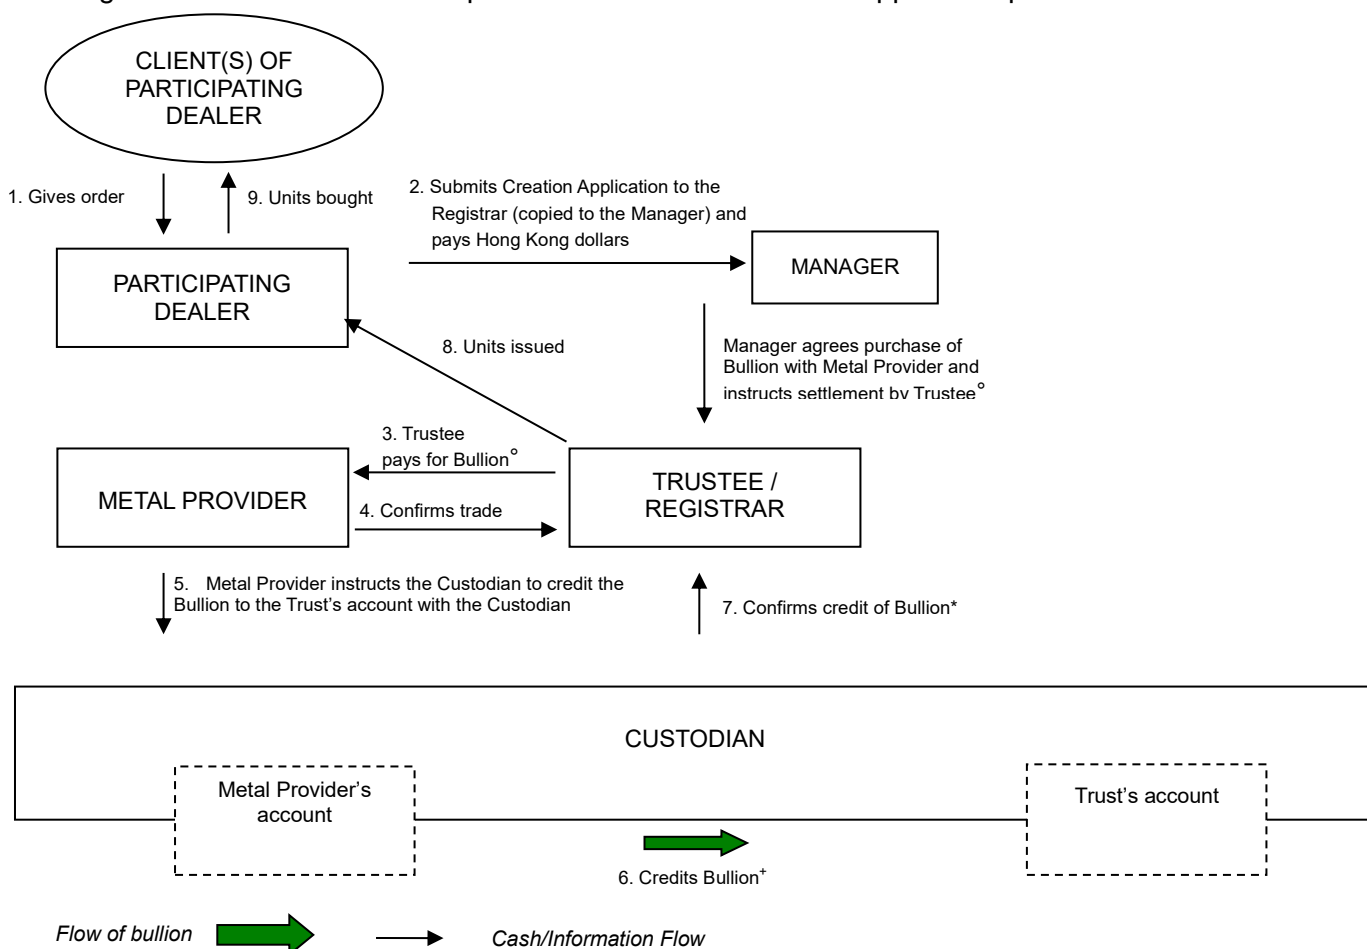 CLIENT(S) OF
PARTICIPATING
DEALER
1. Gives order
9. Units bought
2. Submits Creation Application to the
Registrar (copied to the Manager) and
pays Hong Kong dollars
PARTICIPATING
DEALER
MANAGER
8. Units issued
Manager agrees purchase of
Bullion with Metal Provider and
instructs settlement by Trustee°
3. Trustee
pays for Bullion°
METAL PROVIDER
4. Confirms trade
TRUSTEE /
REGISTRAR
5. Metal Provider instructs the Custodian to credit the
Bullion to the Trust's account with the Custodian
7. Confirms credit of Bullion*
CUSTODIAN
Metal Provider's
account
Trust's account
6. Credits Bullion+
Flow of bullion
Cash/Information Flow